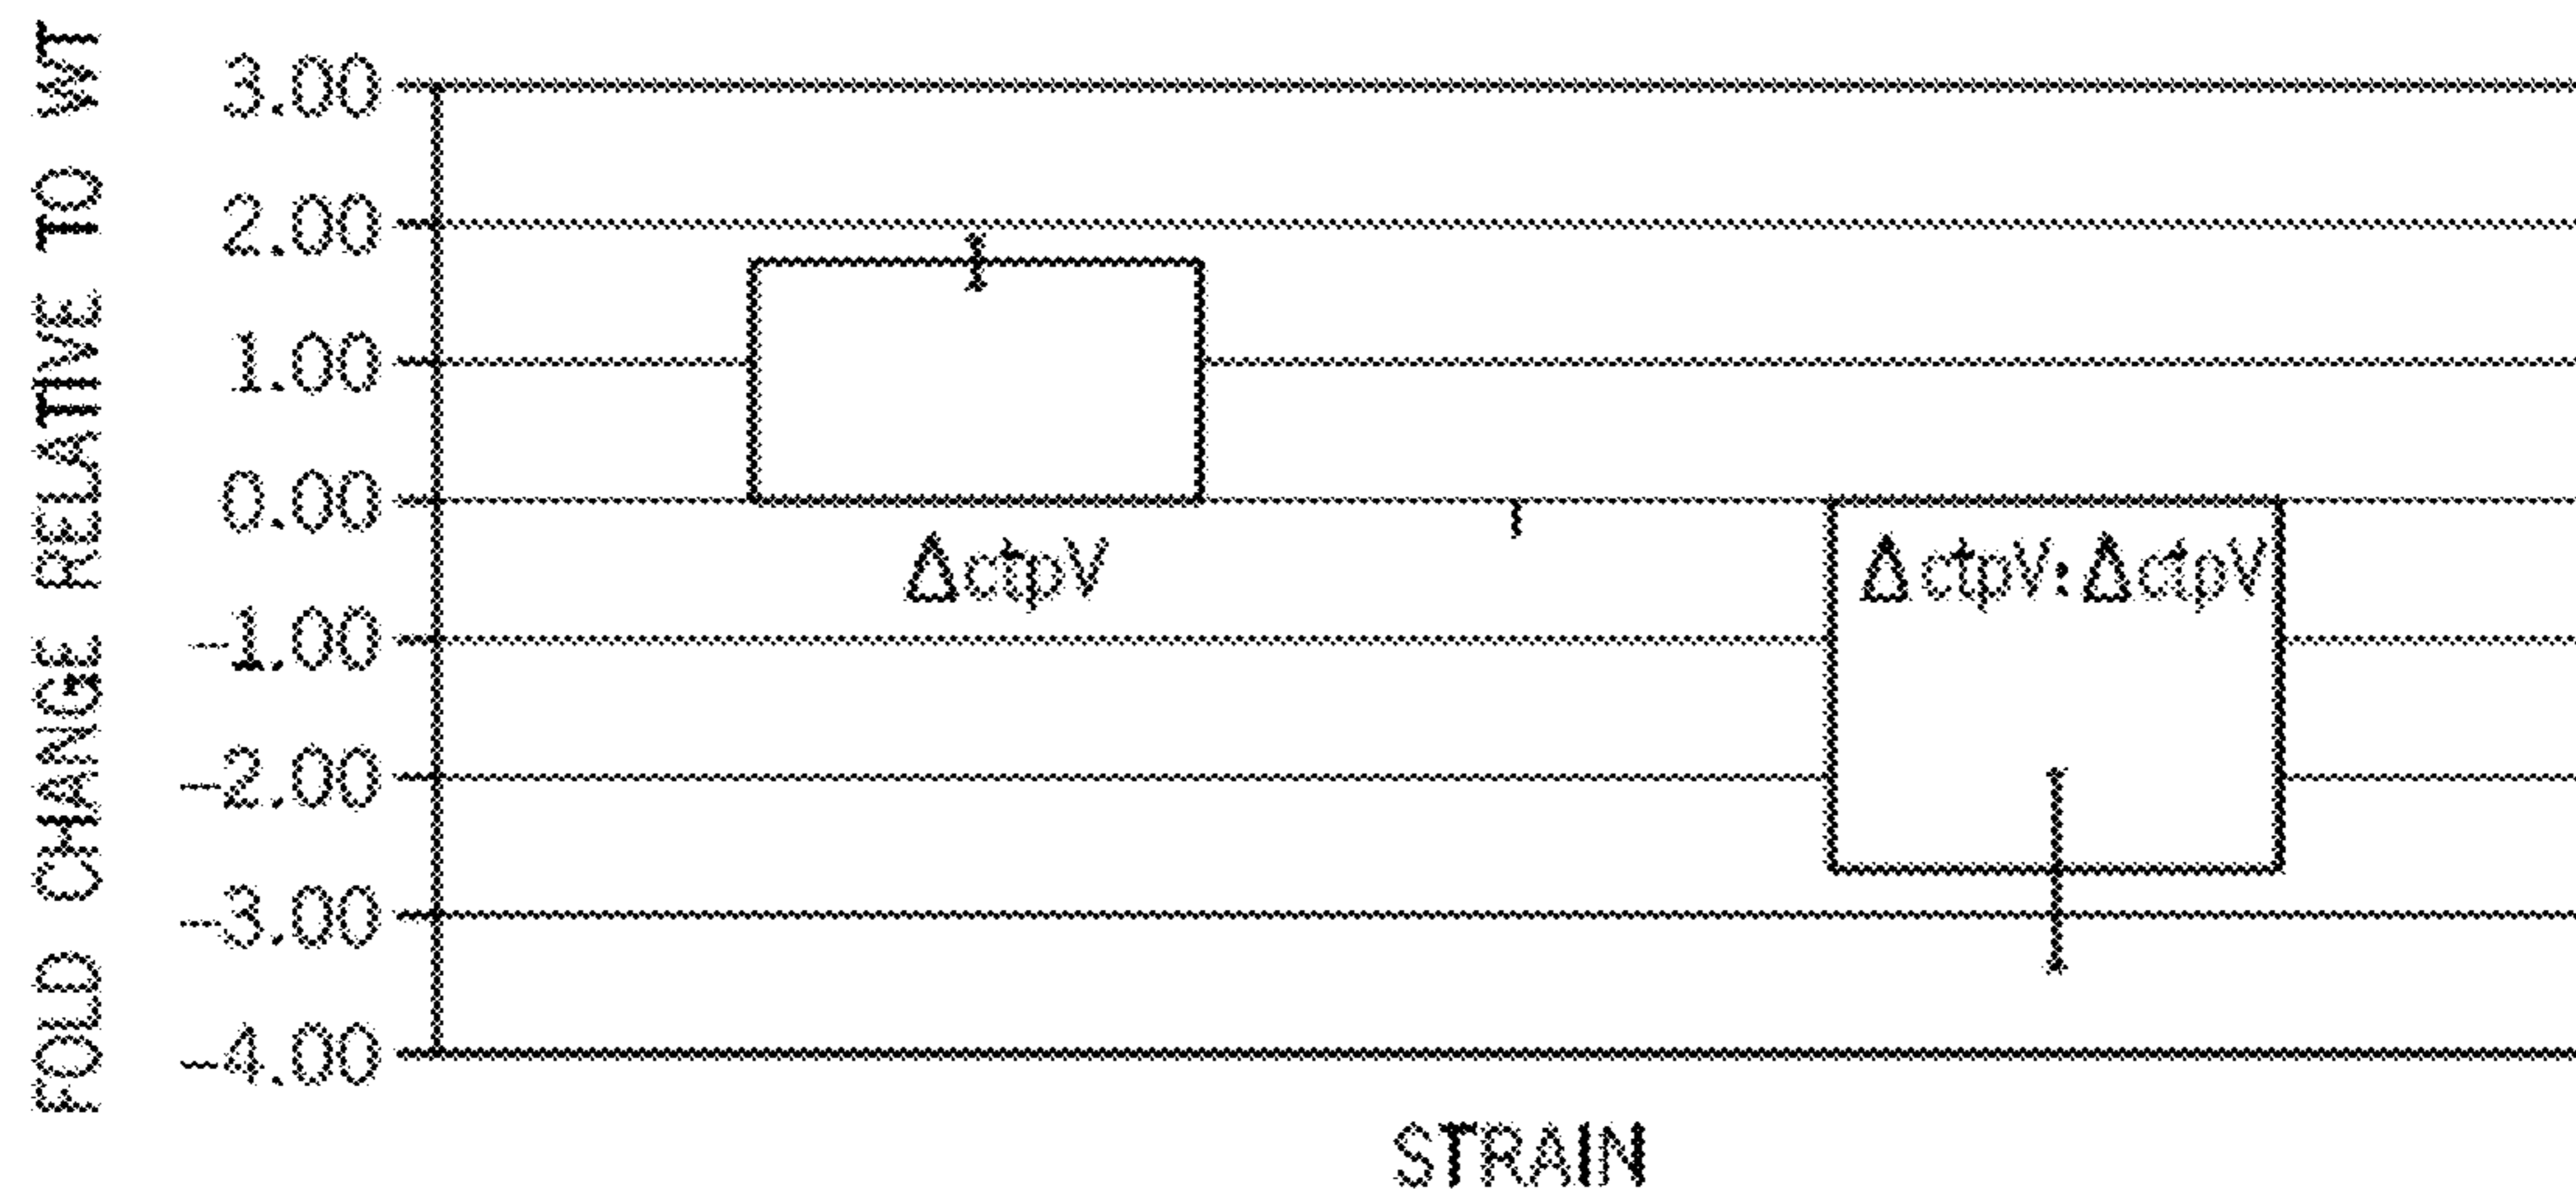 FOLD CHANGE RELATIVE TO WT
3.00
2.00
1.00
0.00
-1.00
-2.00
-3.00
-4.00
ΔctpV
ΔctpV:ΔctpV
STRAIN